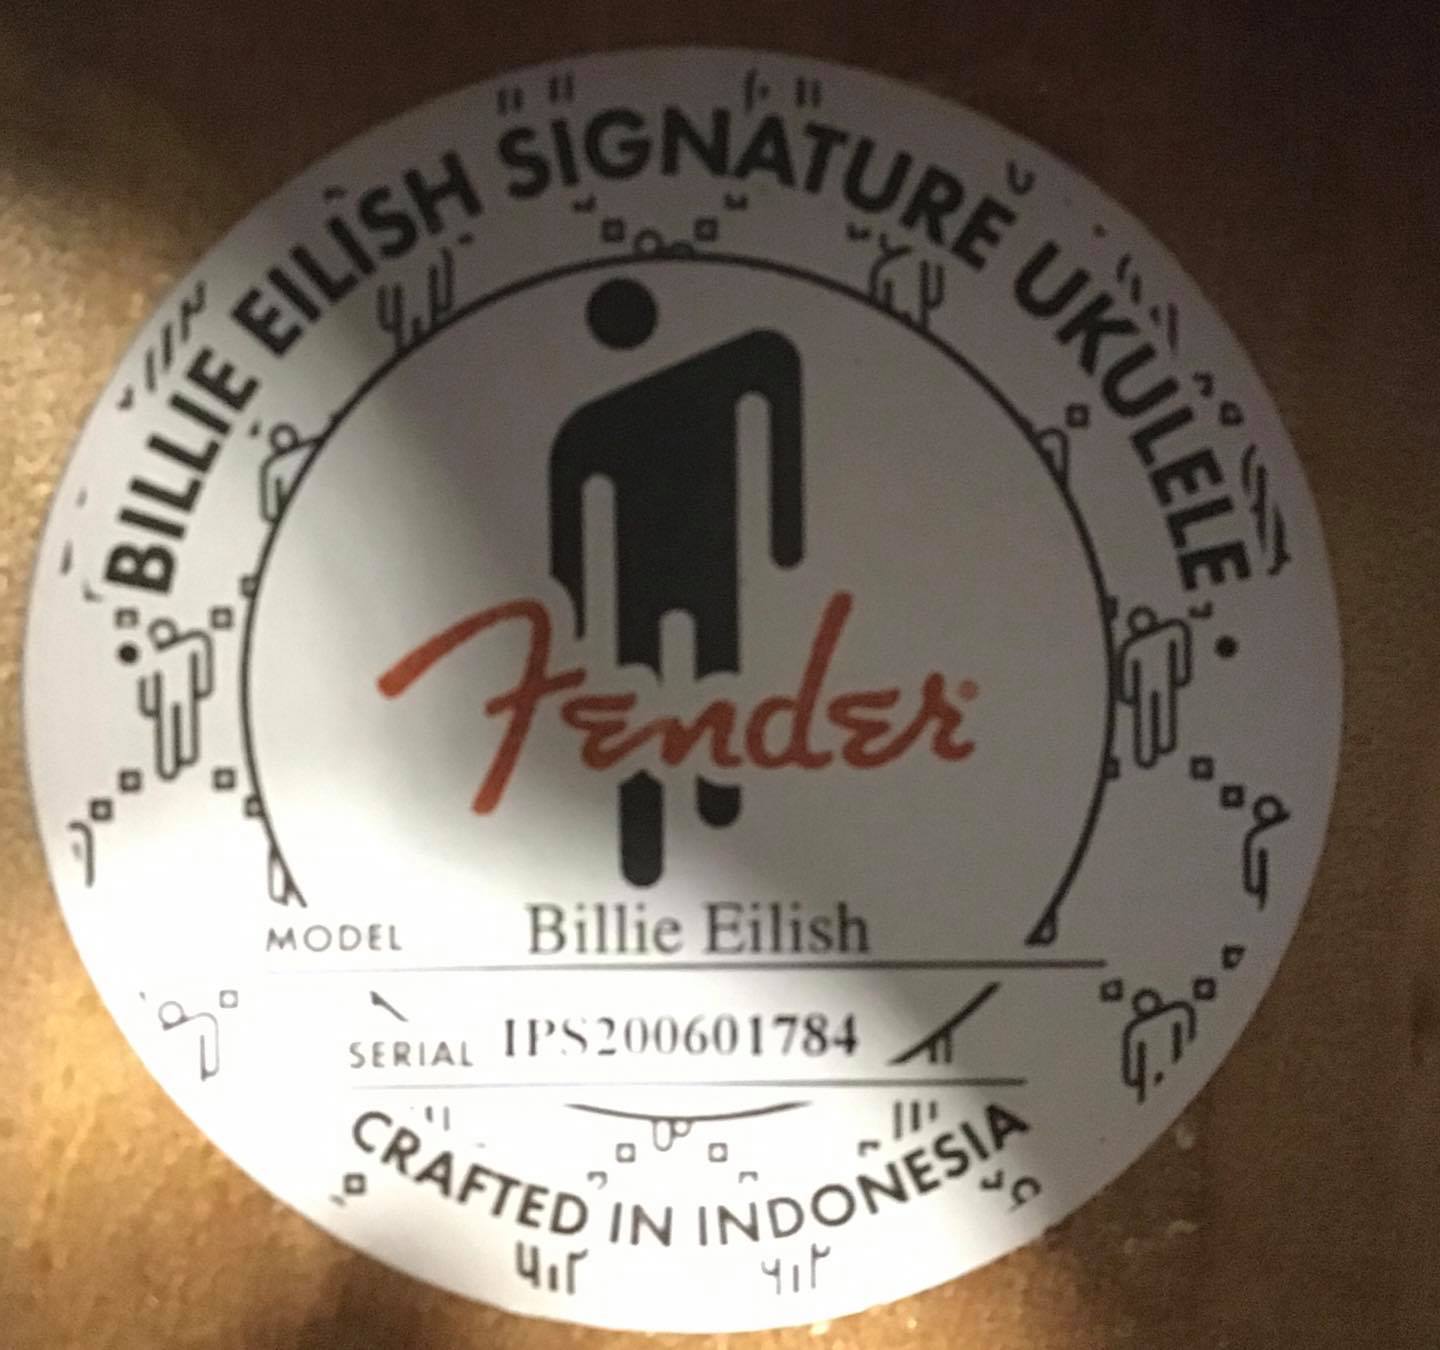 BILLIE EILISH SIGNATURE UKULELE
Fender®
MODEL Billie Eilish
SERIAL IPS200601784
CRAFTED IN INDONESIA